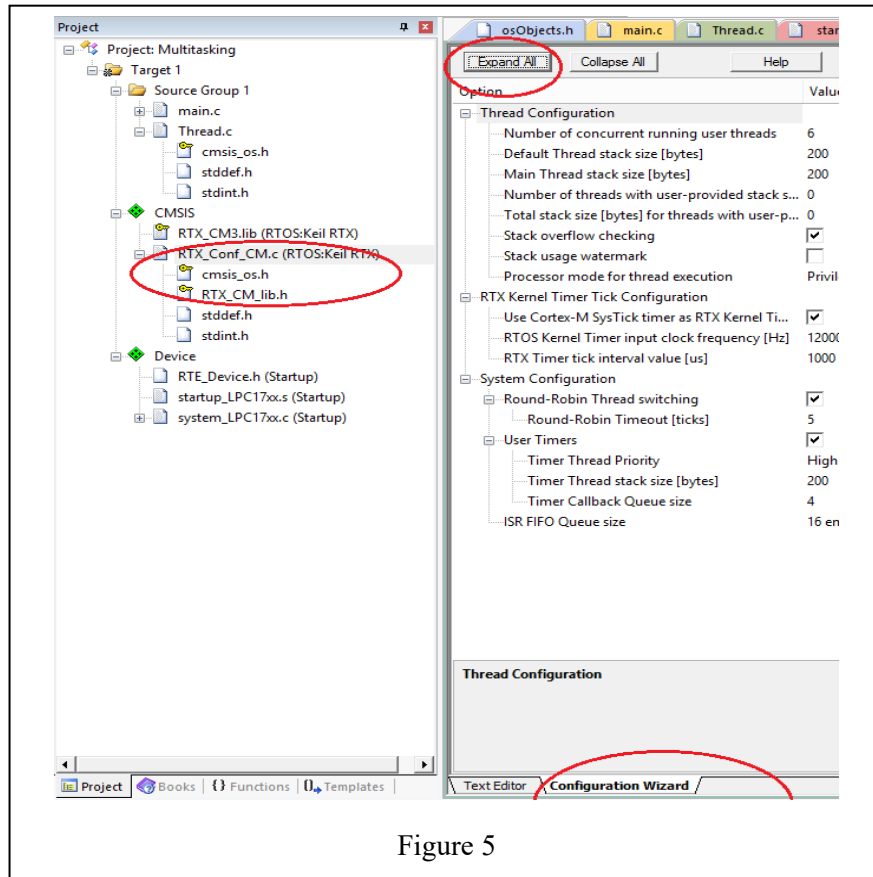 Project
Project: Multitasking
Target 1
Source Group 1
main.c
Thread.c
cmsis_os.h
stddef.h
stdint.h
CMSIS
RTX_CM3.lib (RTOS:Keil RTX)
RTX_Conf_CM.c (RTOS:Keil RTX)
cmsis_os.h
RTX_CM_lib.h
stddef.h
stdint.h
Device
RTE_Device.h (Startup)
startup_LPC17xx.s (Startup)
system_LPC17xx.c (Startup)
Project Books {} Functions 0 Templates
osObjects.h main.c Thread.c star
Expand All Collapse All Help
Option Value
Thread Configuration
Number of concurrent running user threads 6
Default Thread stack size [bytes] 200
Main Thread stack size [bytes] 200
Number of threads with user-provided stack s... 0
Total stack size [bytes] for threads with user-p... 0
Stack overflow checking
Stack usage watermark
Processor mode for thread execution Privil
RTX Kernel Timer Tick Configuration
Use Cortex-M SysTick timer as RTX Kernel Ti...
RTOS Kernel Timer input clock frequency [Hz] 12000
RTX Timer tick interval value [us] 1000
System Configuration
Round-Robin Thread switching
Round-Robin Timeout [ticks] 5
User Timers
Timer Thread Priority High
Timer Thread stack size [bytes] 200
Timer Callback Queue size 4
ISR FIFO Queue size 16 en
Thread Configuration
Text Editor Configuration Wizard
Figure 5